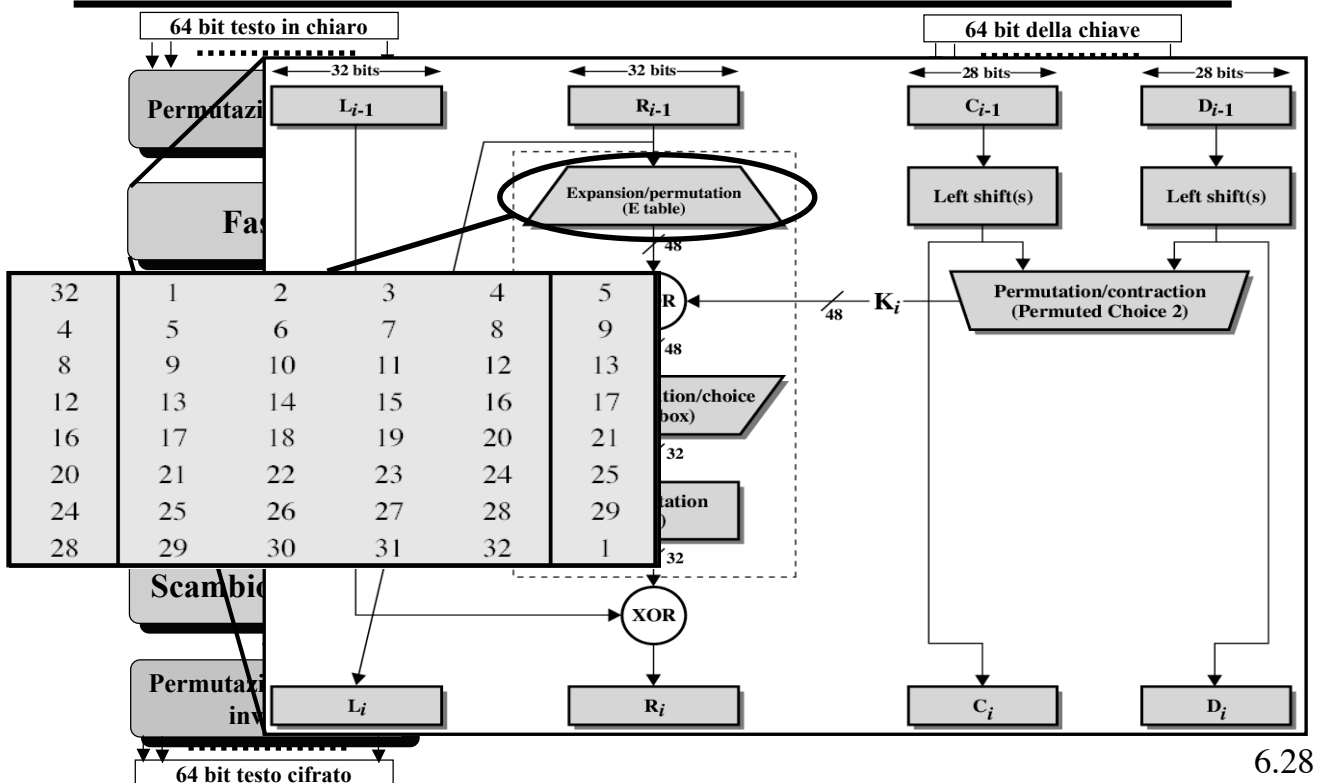 64 bit testo in chiaro
64 bit della chiave
32 bits
32 bits
28 bits
28 bits
Permutazi
L i-1
R i-1
C i-1
D i-1
Expansion/permutation
(E table)
Left shift(s)
Left shift(s)
Fas
48
32 1 2 3 4 5
4 5 6 7 8 9
8 9 10 11 12 13
12 13 14 15 16 17
16 17 18 19 20 21
20 21 22 23 24 25
24 25 26 27 28 29
28 29 30 31 32 1
R
48
K i
Permutation/contraction
(Permuted Choice 2)
48
tion/choice
box)
32
tation
)
32
Scambio
XOR
Permutazi
inv
L i
R i
C i
D i
64 bit testo cifrato
6.28